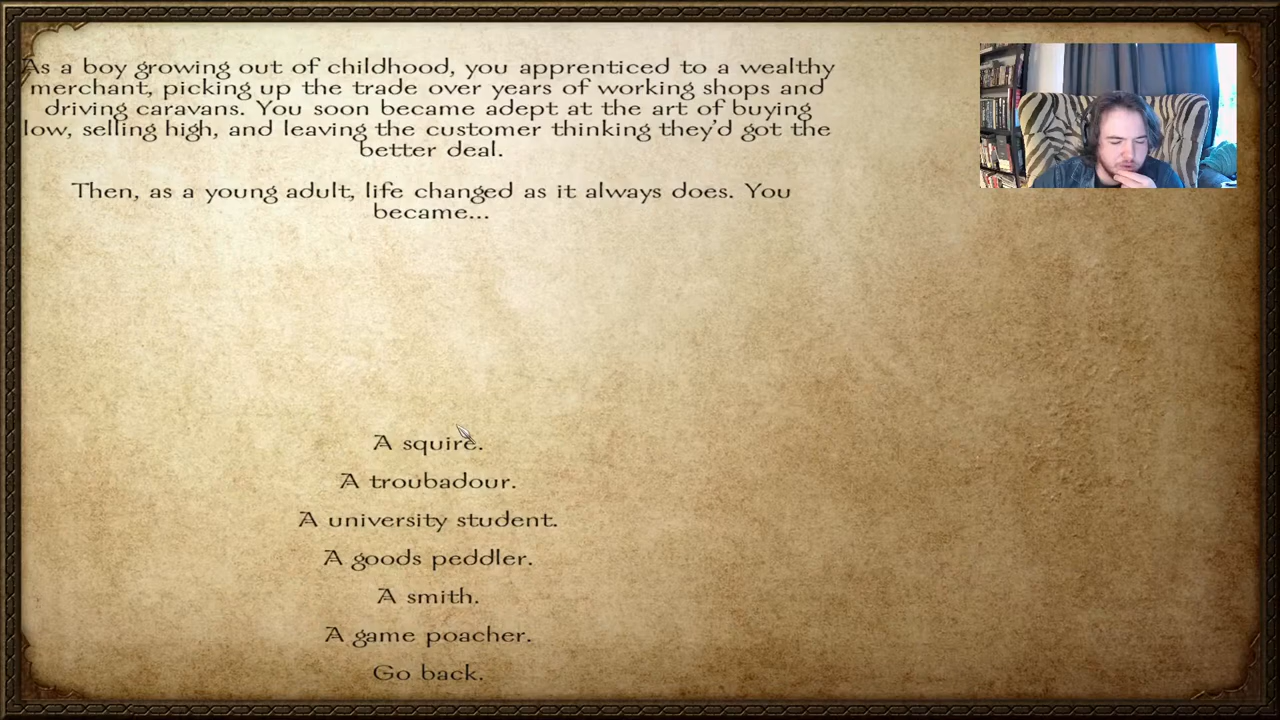 As a boy growing out of childhood, you apprenticed to a wealthy
merchant, picking up the trade over years of working shops and
driving caravans. You soon became adept at the art of buying
low, selling high, and leaving the customer thinking they'd got the
better deal.
Then, as a young adult, life changed as it always does. You
became...
A squire.
A troubadour.
A university student.
A goods peddler.
A smith.
A game poacher.
Go back.